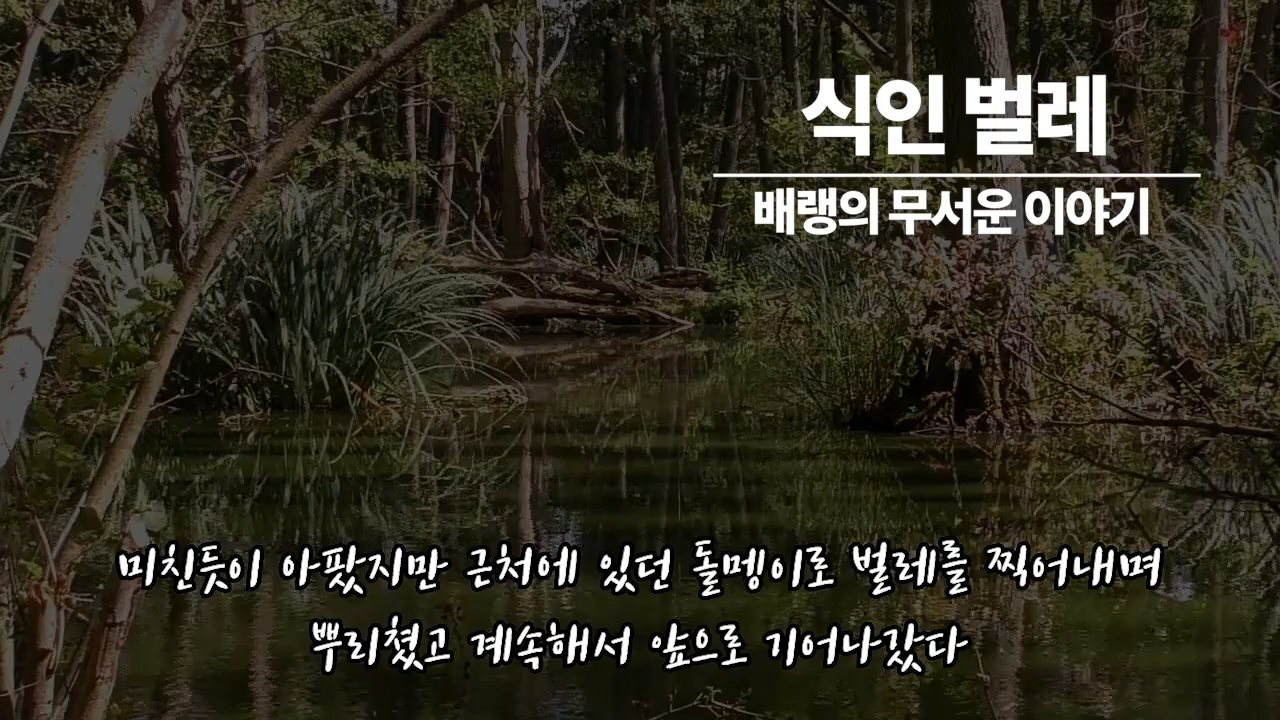 식인 벌레
배랭의 무서운 이야기
미친듯이 아팠지만 근처에 있던 돌멩이로 벌레를 찍어내며
뿌리쳤고 계속해서 앞으로 기어나갔다